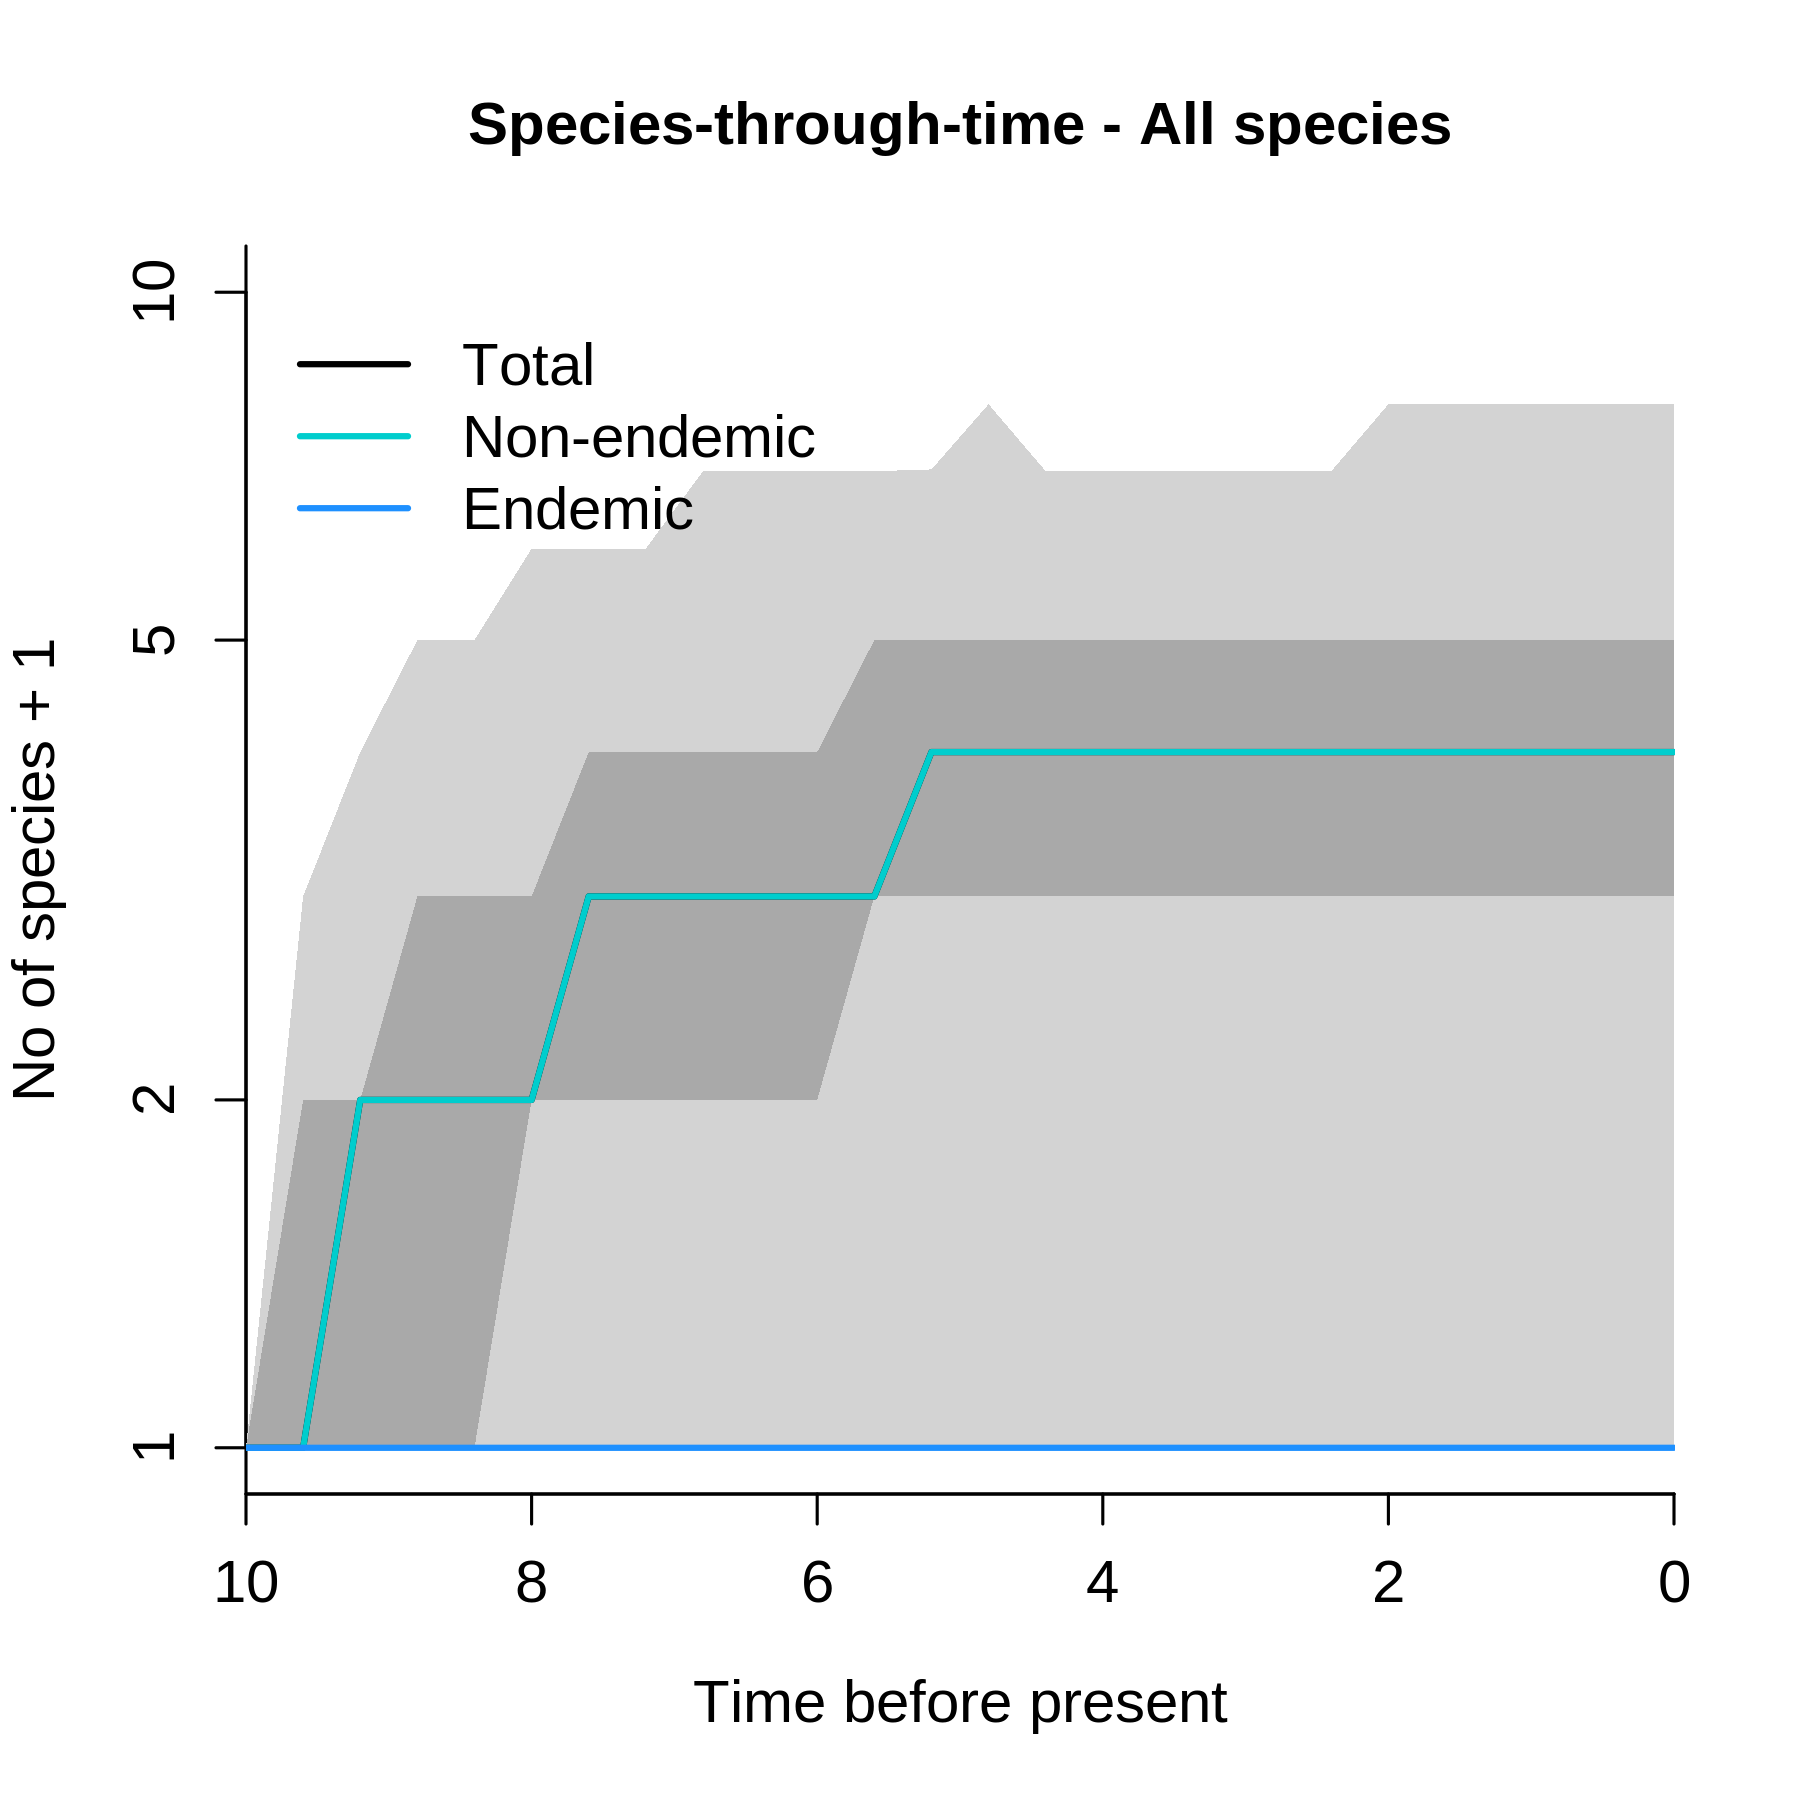 Species-through-time - All species
10
5
2
1
No of species + 1
Total
Non-endemic
Endemic
10 8 6 4 2 0
Time before present